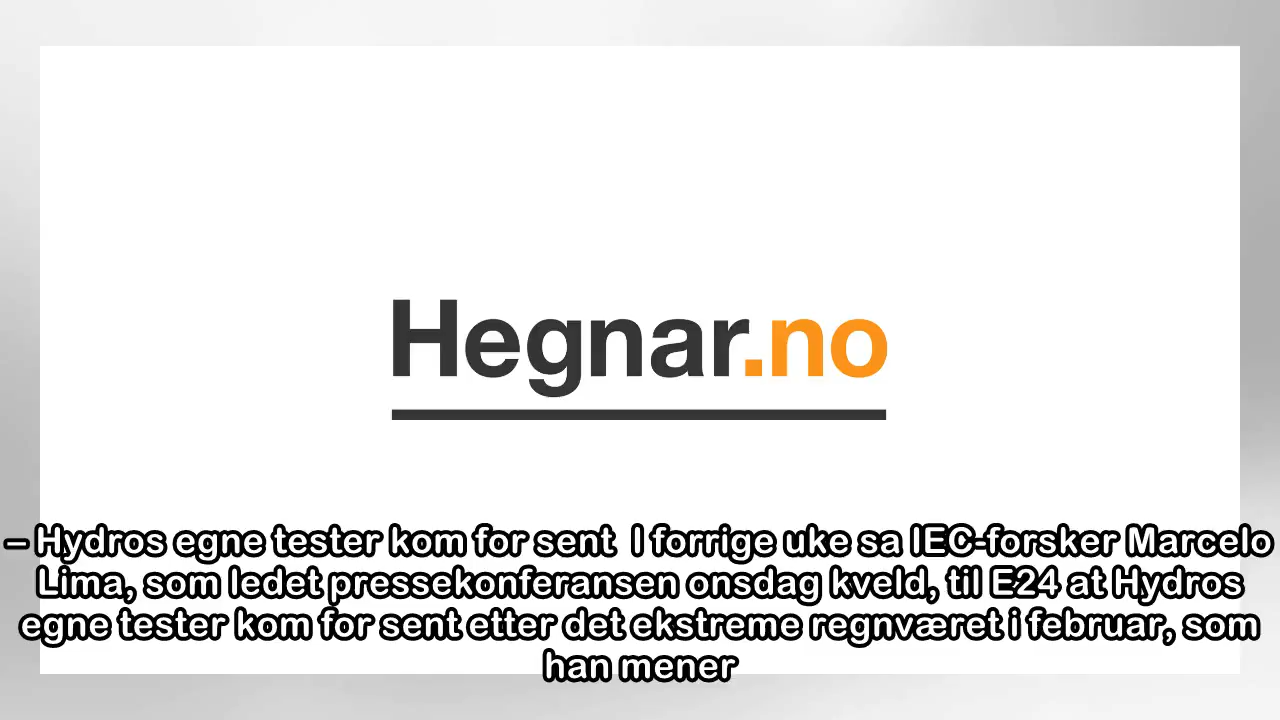 Hegnar.no
– Hydros egne tester kom for sent  I forrige uke sa IEC-forsker Marcelo
Lima, som ledet pressekonferansen onsdag kveld, til E24 at Hydros
egne tester kom for sent etter det ekstreme regnværet i februar, som
han mener